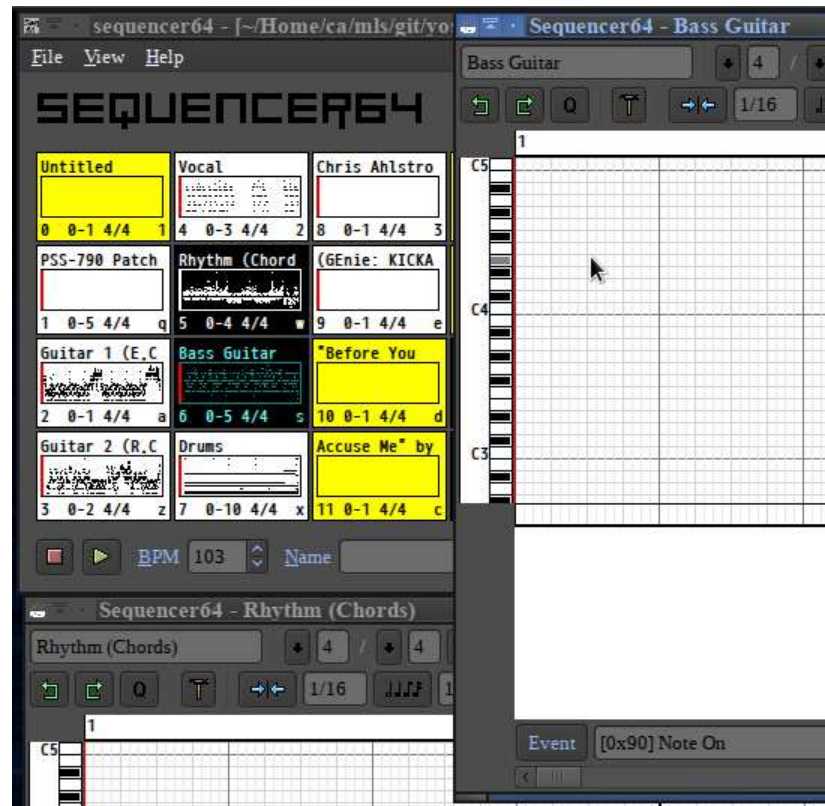 sequencer64 - [~/Home/ca/mls/git/yo
File View Help
SEQUENCER64
Untitled
0 0-1 4/4 1
Vocal
4 0-3 4/4 2
Chris Ahlstro
8 0-1 4/4 3
PSS-790 Patch
1 0-5 4/4 q
Rhythm (Chord
5 0-4 4/4 w
(GEnie: KICKA
9 0-1 4/4 e
Guitar 1 (E,C
2 0-1 4/4 a
Bass Guitar
6 0-5 4/4 s
"Before You
10 0-1 4/4 d
Guitar 2 (R,C
3 0-2 4/4 z
Drums
7 0-10 4/4 x
Accuse Me" by
11 0-1 4/4 c
BPM 103 Name
Sequencer64 - Bass Guitar
Bass Guitar 4 /
Q 1/16
1
C5
C4
C3
Event [0x90] Note On
Sequencer64 - Rhythm (Chords)
Rhythm (Chords) 4 / 4
Q 1/16 1
1
C5